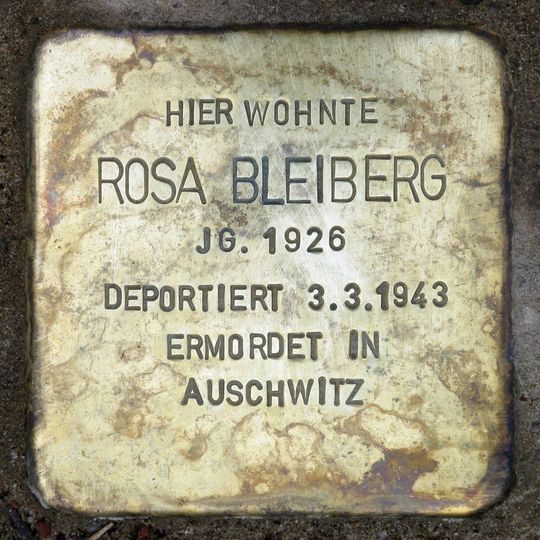 HIER WOHNTE
ROSA BLEIBERG
JG. 1926
DEPORTIERT 3.3.1943
ERMORDET IN
AUSCHWITZ